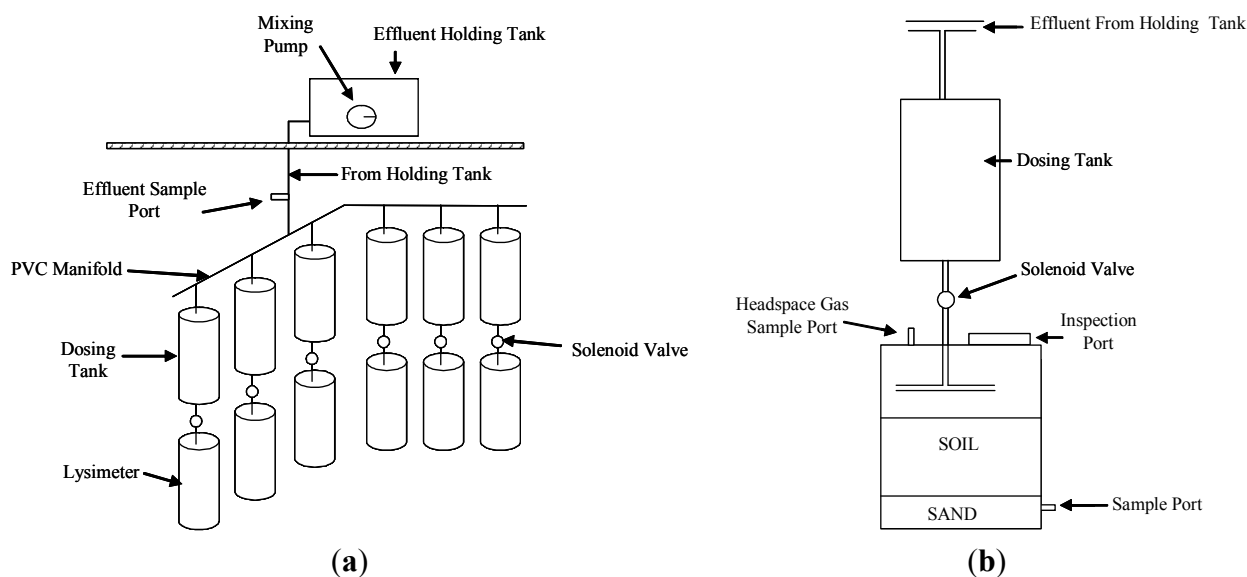 Mixing
Pump
Effluent Holding Tank
From Holding Tank
Effluent Sample
Port
PVC Manifold
Dosing
Tank
Solenoid Valve
Lysimeter
(a)
Effluent From Holding Tank
Dosing Tank
Solenoid Valve
Headspace Gas
Sample Port
Inspection
Port
SOIL
SAND
Sample Port
(b)